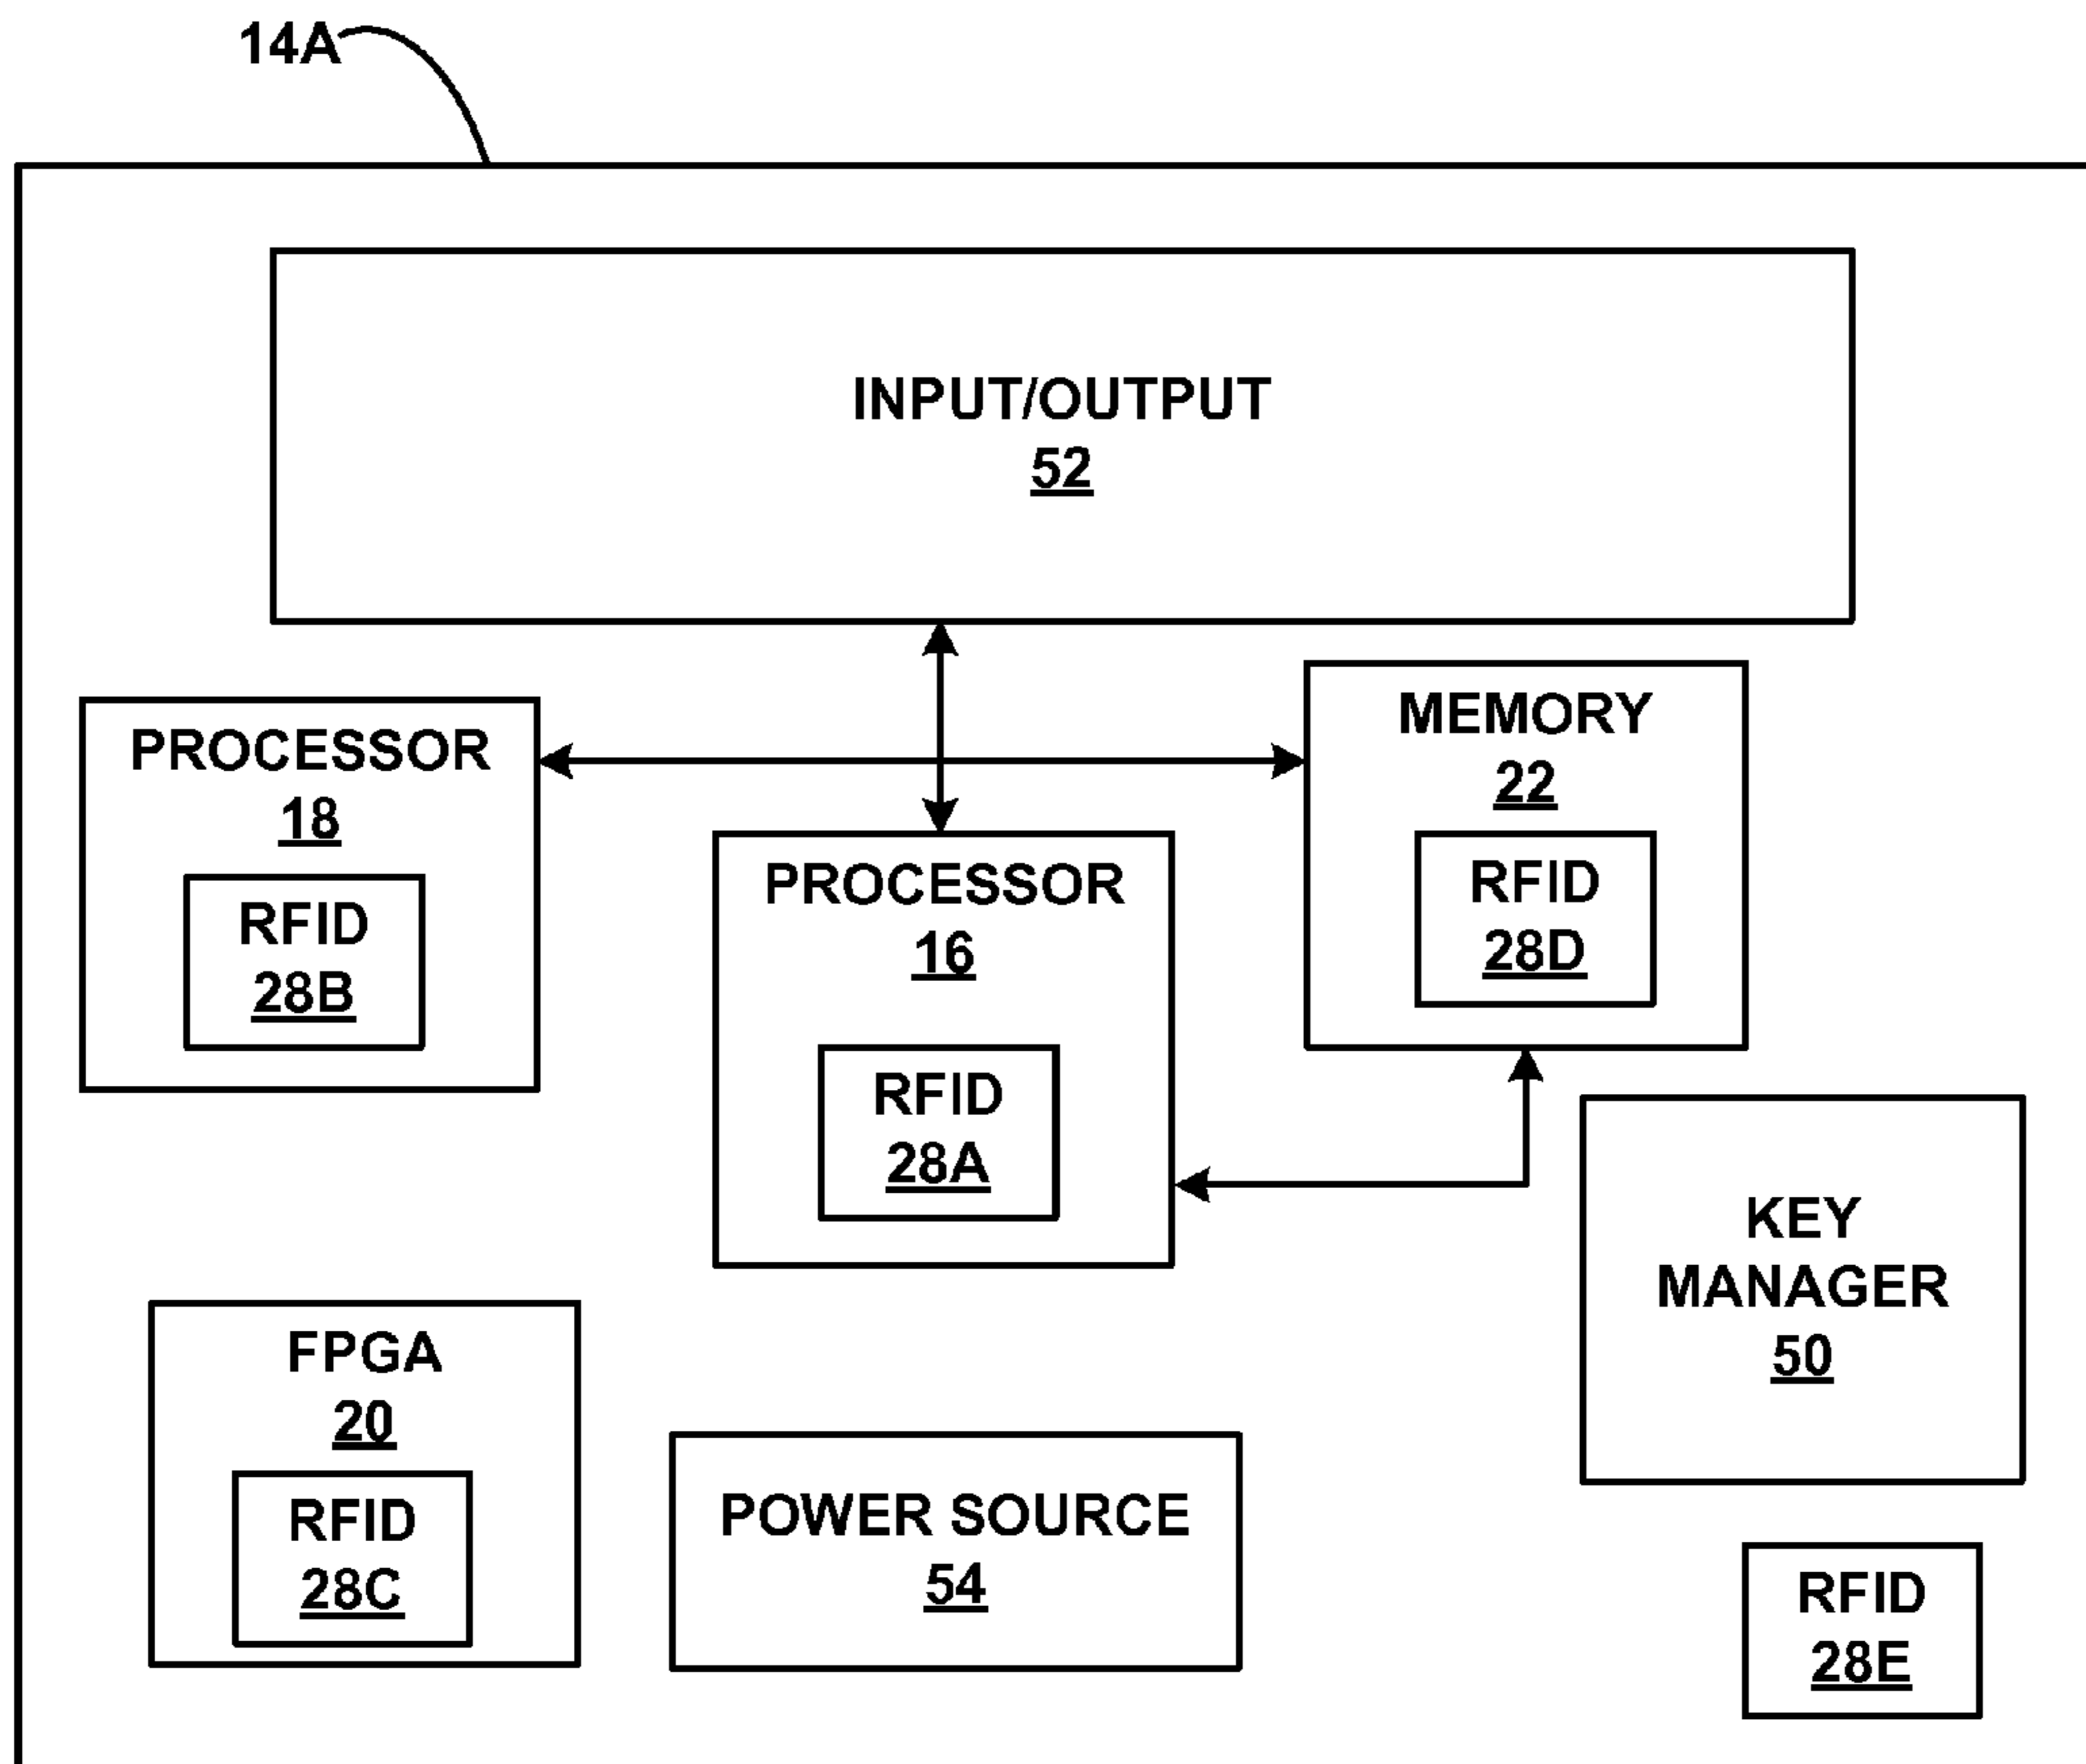 14A
INPUT/OUTPUT
52
PROCESSOR
18
RFID
28B
PROCESSOR
16
RFID
28A
MEMORY
22
RFID
28D
KEY
MANAGER
50
FPGA
20
RFID
28C
POWER SOURCE
54
RFID
28E